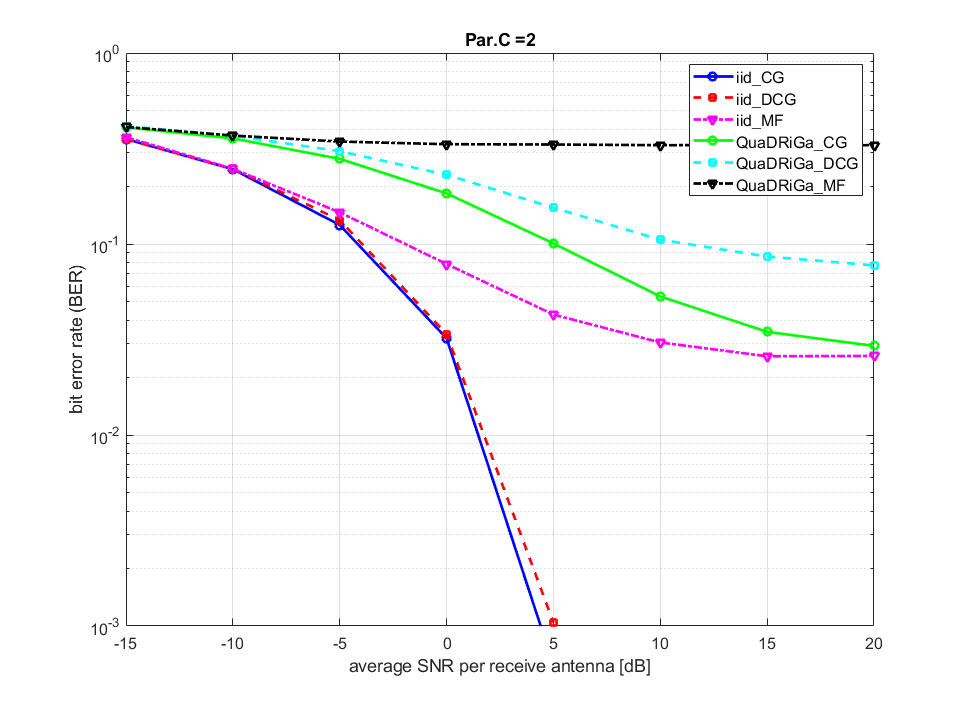 Par.C =2
10^0
iid_CG
iid_DCG
iid_MF
QuaDRiGa_CG
QuaDRiGa_DCG
QuaDRiGa_MF
10^-1
10^-2
10^-3
bit error rate (BER)
-15 -10 -5 0 5 10 15 20
average SNR per receive antenna [dB]